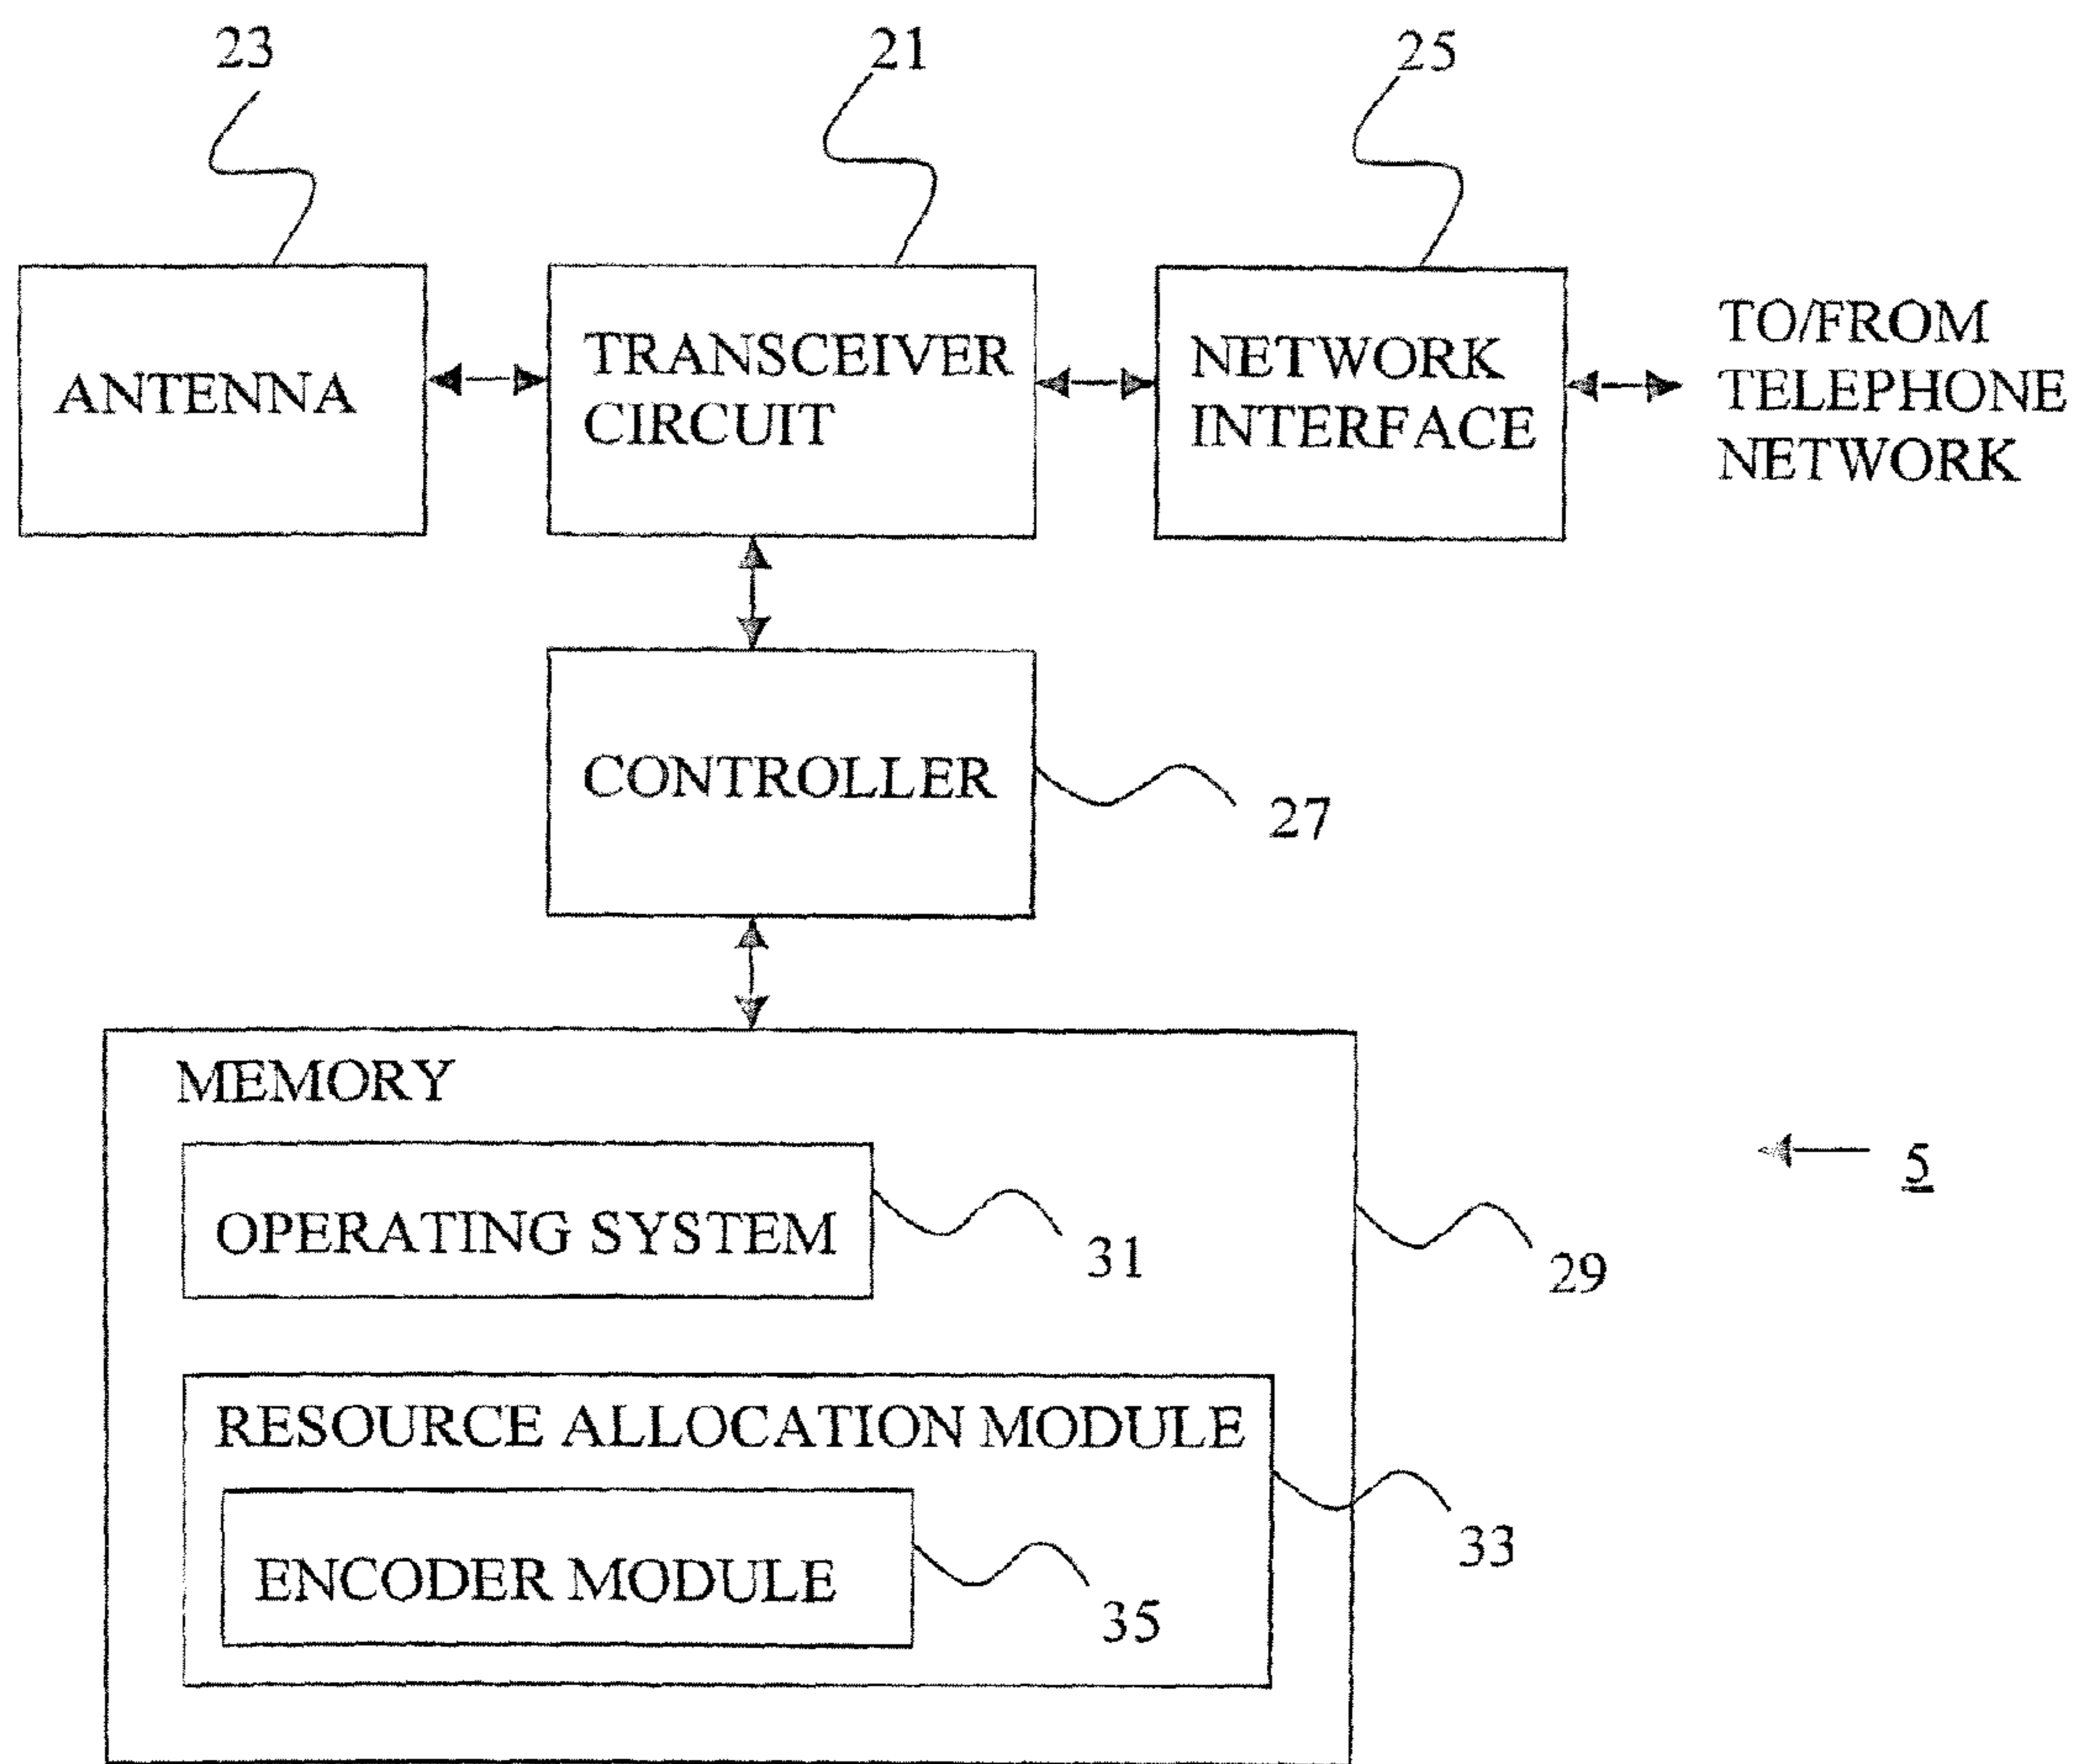 23
21
25
ANTENNA
TRANSCEIVER
CIRCUIT
NETWORK
INTERFACE
TO/FROM
TELEPHONE
NETWORK
CONTROLLER
27
MEMORY
OPERATING SYSTEM
31
29
5
RESOURCE ALLOCATION MODULE
33
ENCODER MODULE
35